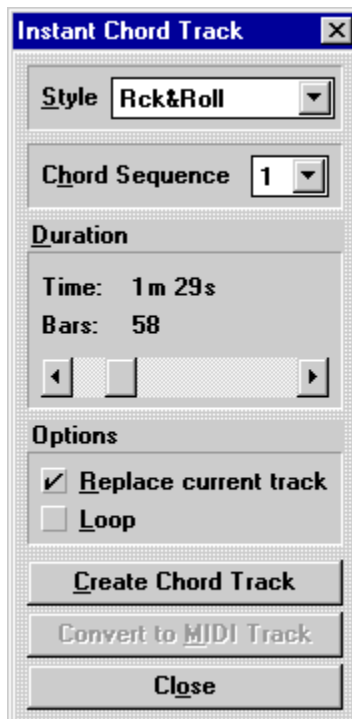 Instant Chord Track
Style Rck&Roll
Chord Sequence 1
Duration
Time: 1m 29s
Bars: 58
Options
Replace current track
Loop
Create Chord Track
Convert to MIDI Track
Close